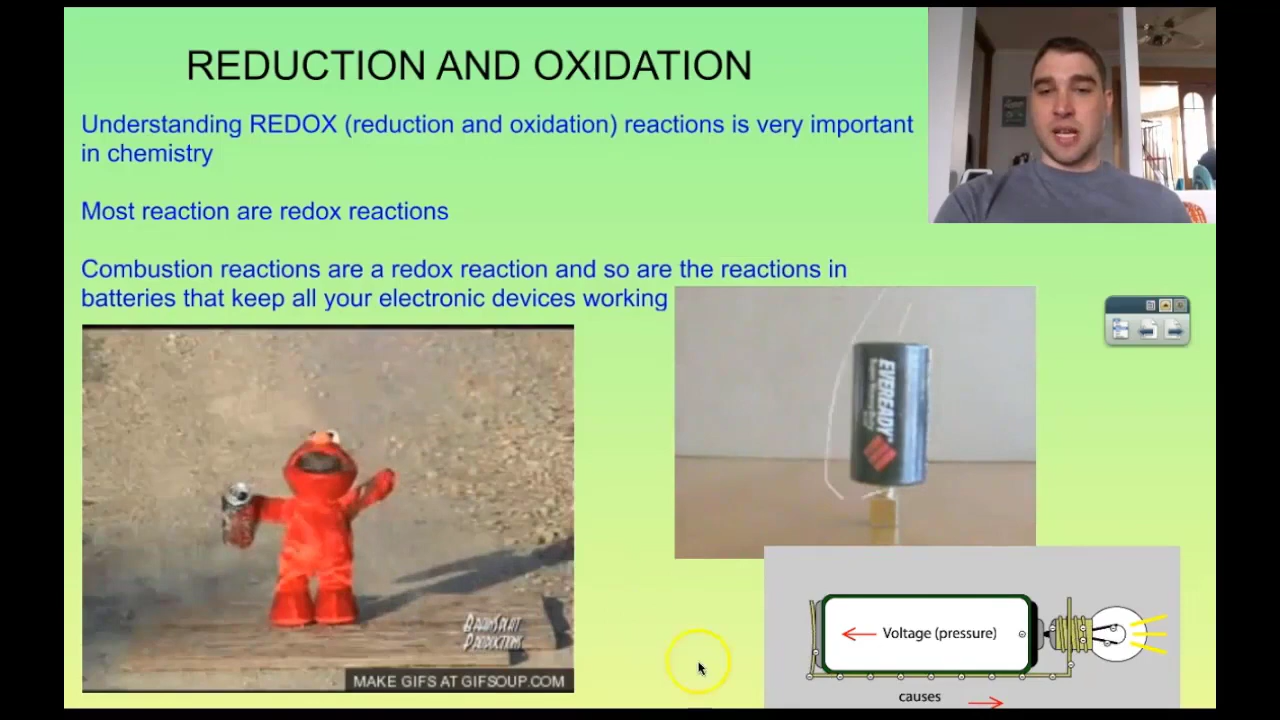 REDUCTION AND OXIDATION
Understanding REDOX (reduction and oxidation) reactions is very important
in chemistry
Most reaction are redox reactions
Combustion reactions are a redox reaction and so are the reactions in
batteries that keep all your electronic devices working
EVEREADY
BRAINSPLAT
PRODUCTIONS
MAKE GIFS AT GIFSOUP.COM
Voltage (pressure)
causes